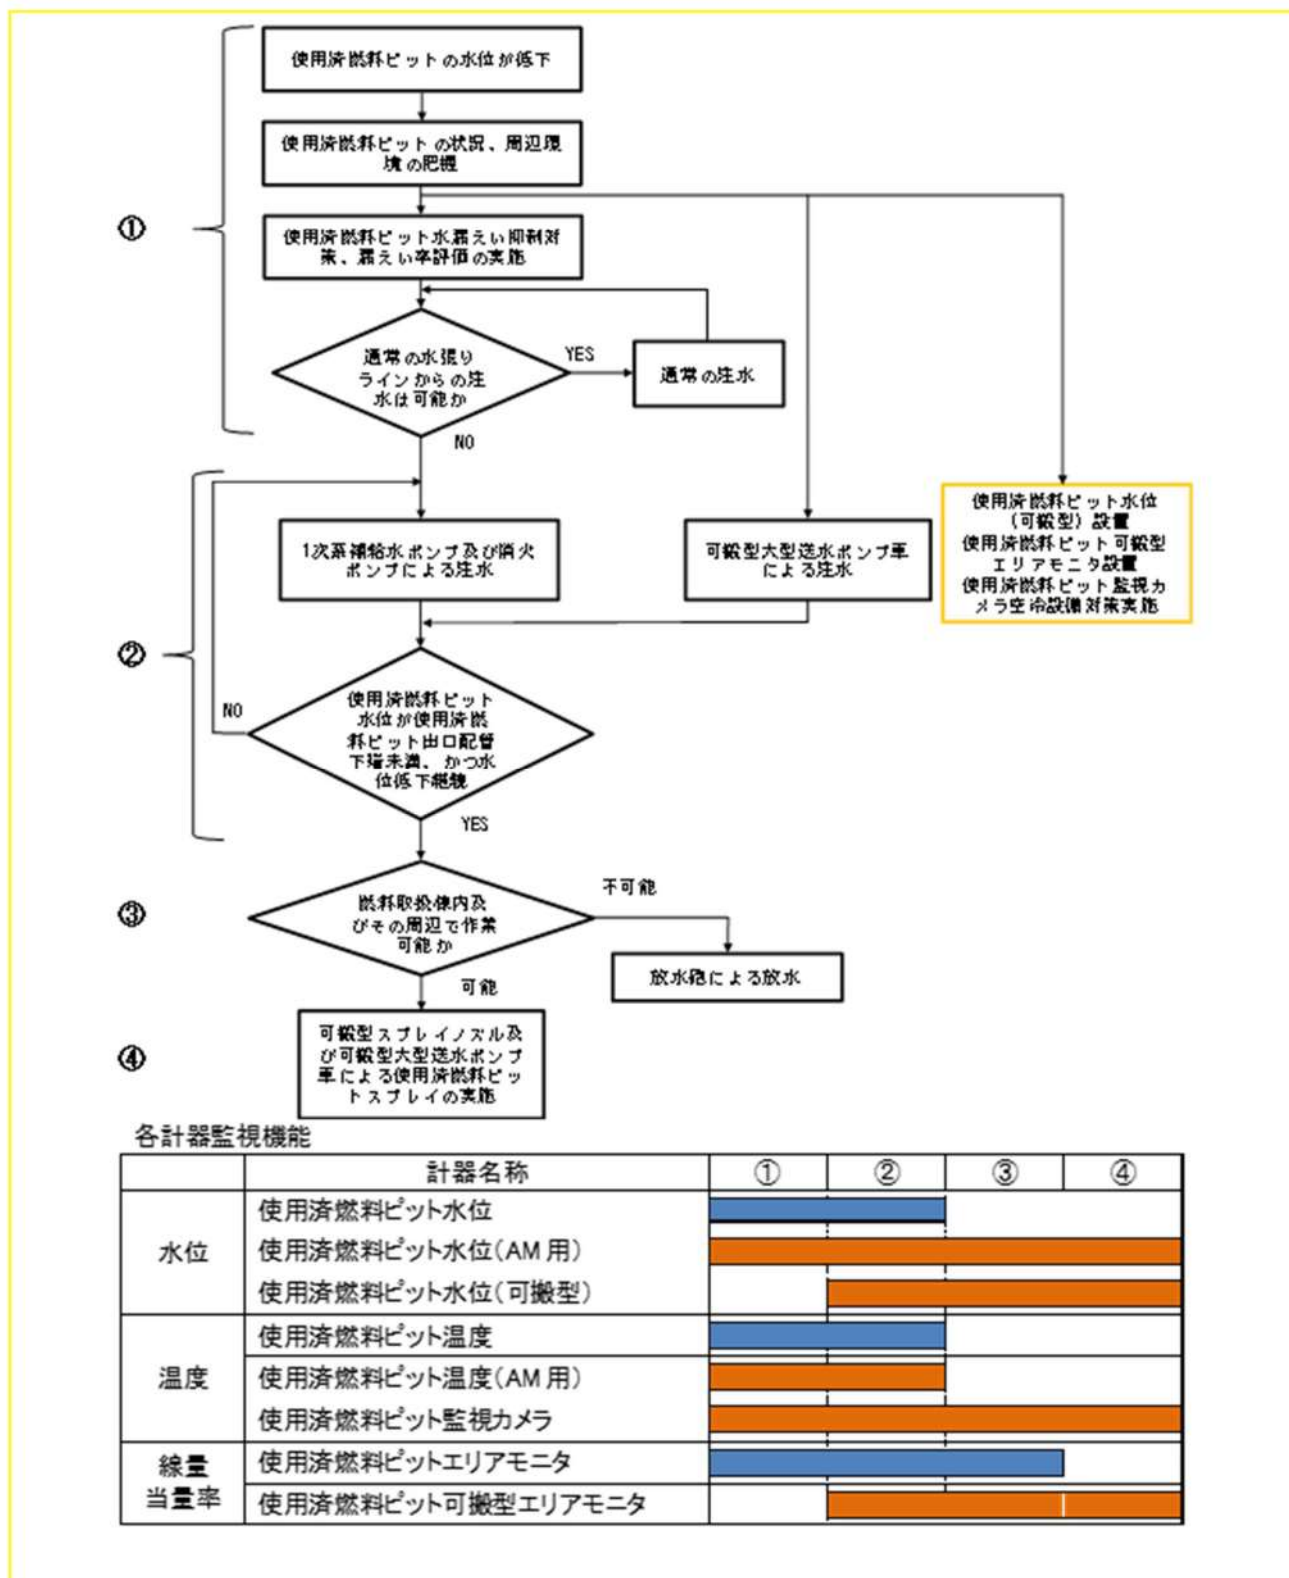 使用済燃料ピットの水位が低下
使用済燃料ピットの状況、周辺環
境の把握
①
使用済燃料ピット水漏えい抑制対
策、漏えい率評価の実施
通常の水張り
ラインからの注
水は可能か
YES
通常の注水
NO
1次系補給水ポンプ及び消火
ポンプによる注水
可搬型大型送水ポンプ車
による注水
使用済燃料ピット水位
(可搬型)設置
使用済燃料ピット可搬型
エリアモニタ設置
使用済燃料ピット監視カ
メラ空冷設備対策実施
②
NO
使用済燃料ピット
水位が使用済燃
料ピット出口配管
下端未満、かつ水
位低下継続
YES
③
燃料取扱棟内及
びその周辺で作業
可能か
不可能
放水砲による放水
可能
④
可搬型スプレイノズル及
び可搬型大型送水ポンプ
車による使用済燃料ピッ
トスプレイの実施
各計器監視機能
計器名称 ① ② ③ ④
水位
使用済燃料ピット水位
使用済燃料ピット水位(AM用)
使用済燃料ピット水位(可搬型)
温度
使用済燃料ピット温度
使用済燃料ピット温度(AM用)
使用済燃料ピット監視カメラ
線量
当量率
使用済燃料ピットエリアモニタ
使用済燃料ピット可搬型エリアモニタ